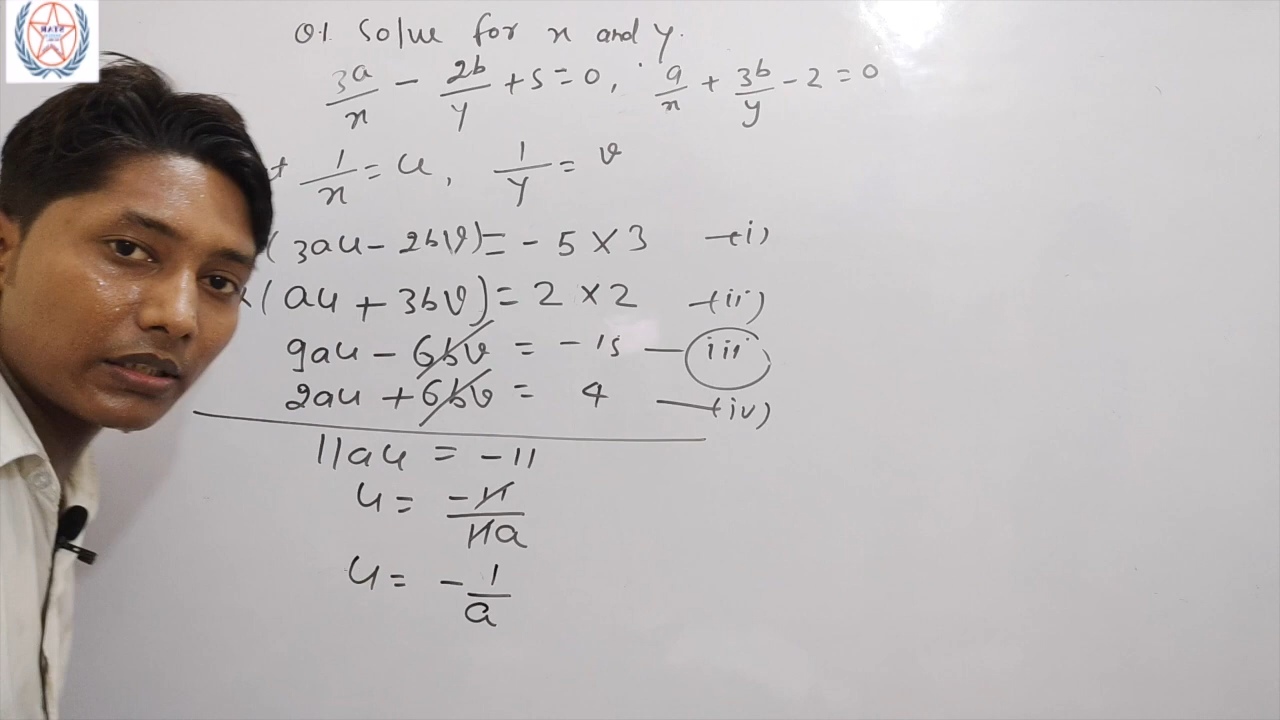 Q1. Solve for x and y.
3a/x - 2b/y + 5 = 0, a/x + 3b/y - 2 = 0
1/x = u, 1/y = v
(3au - 2bv) = -5 × 3 —(i)
(au + 3bv) = 2 × 2 —(ii)
9au - 6bv = -15 —(iii)
2au + 6bv = 4 —(iv)
11au = -11
u = -11/11a
u = -1/a